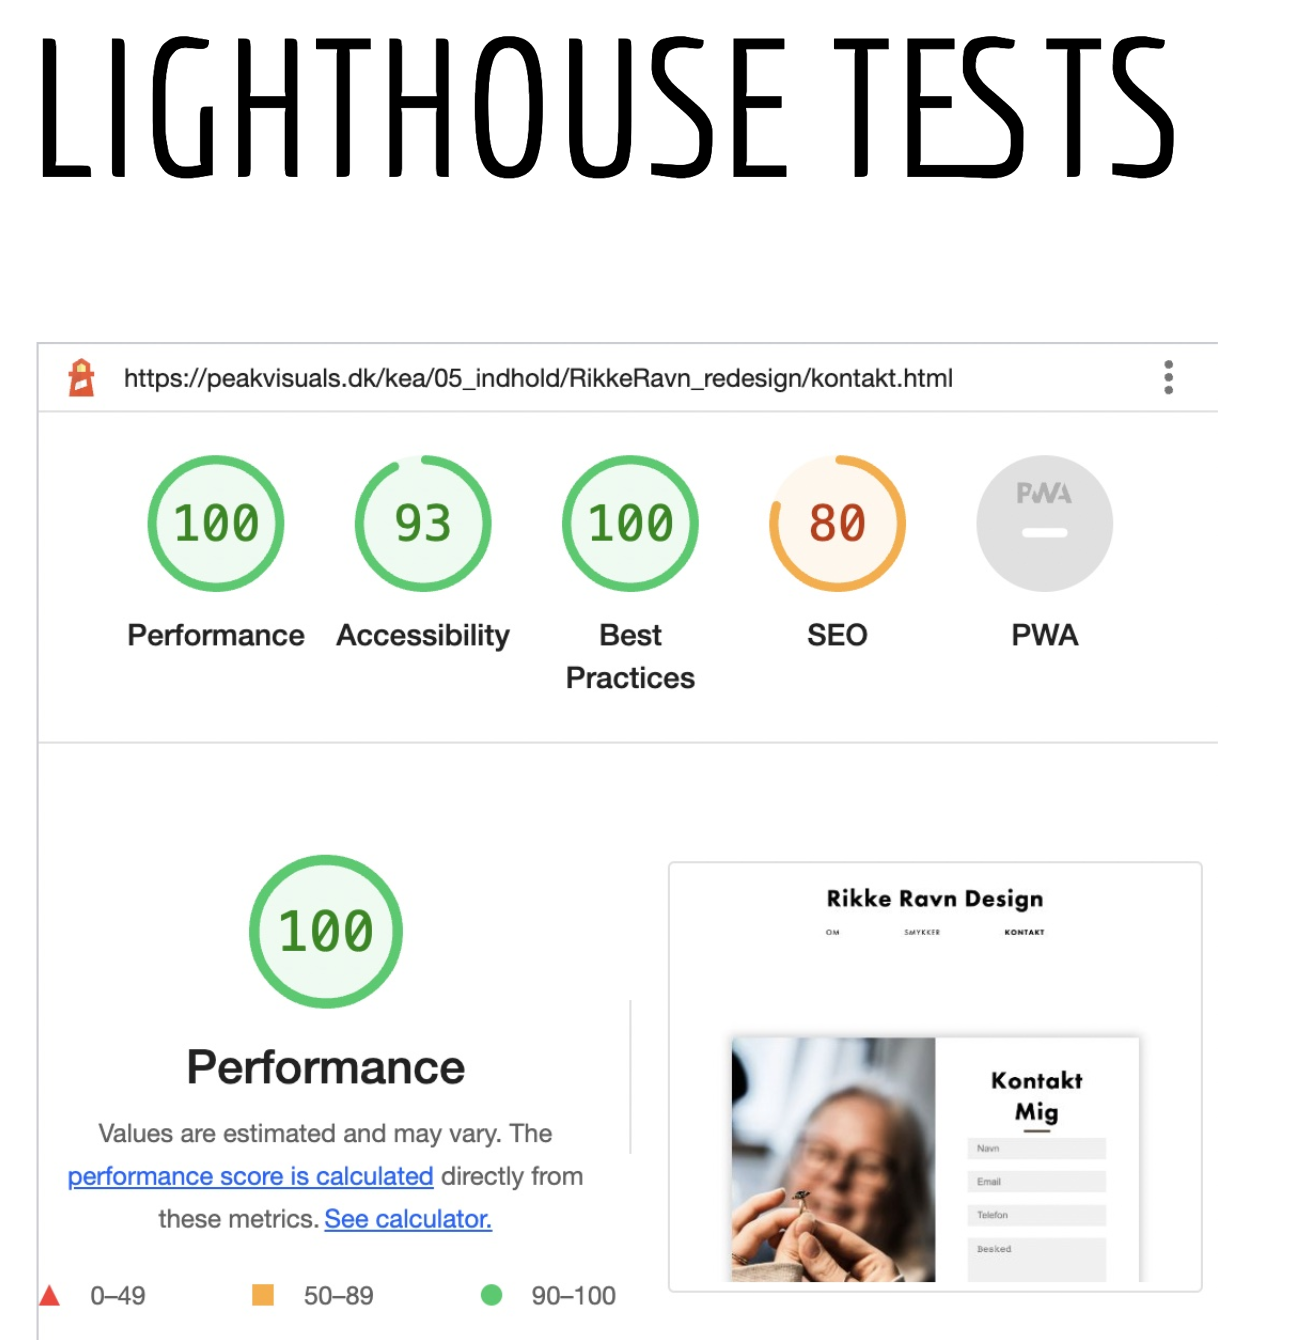 LIGHTHOUSE TESTS
https://peakvisuals.dk/kea/05_indhold/RikkeRavn_redesign/kontakt.html
100
93
100
80
PWA
Performance
Accessibility
Best
Practices
SEO
PWA
100
Performance
Values are estimated and may vary. The
performance score is calculated directly from
these metrics. See calculator.
0–49
50–89
90–100
Rikke Ravn Design
OM
SMYKKER
KONTAKT
Kontakt
Mig
Navn
Email
Telefon
Besked